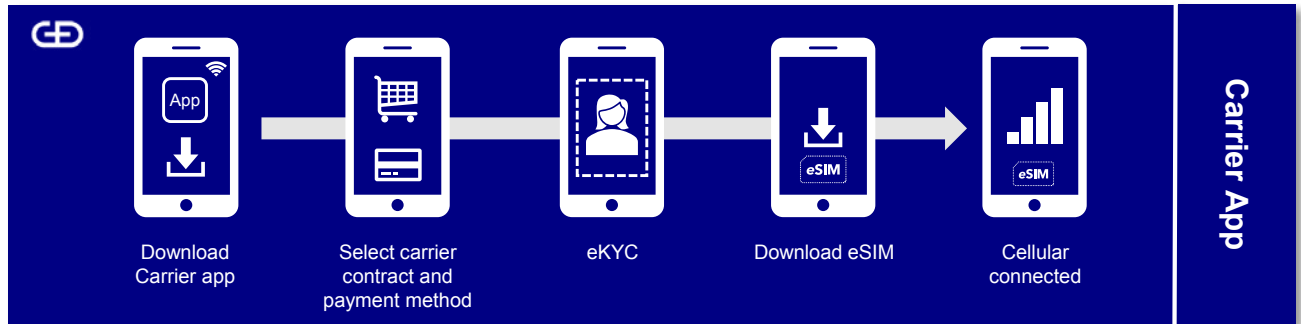 G+D
App
Download
Carrier app
Select carrier
contract and
payment method
eKYC
eSIM
Download eSIM
eSIM
Cellular
connected
Carrier App